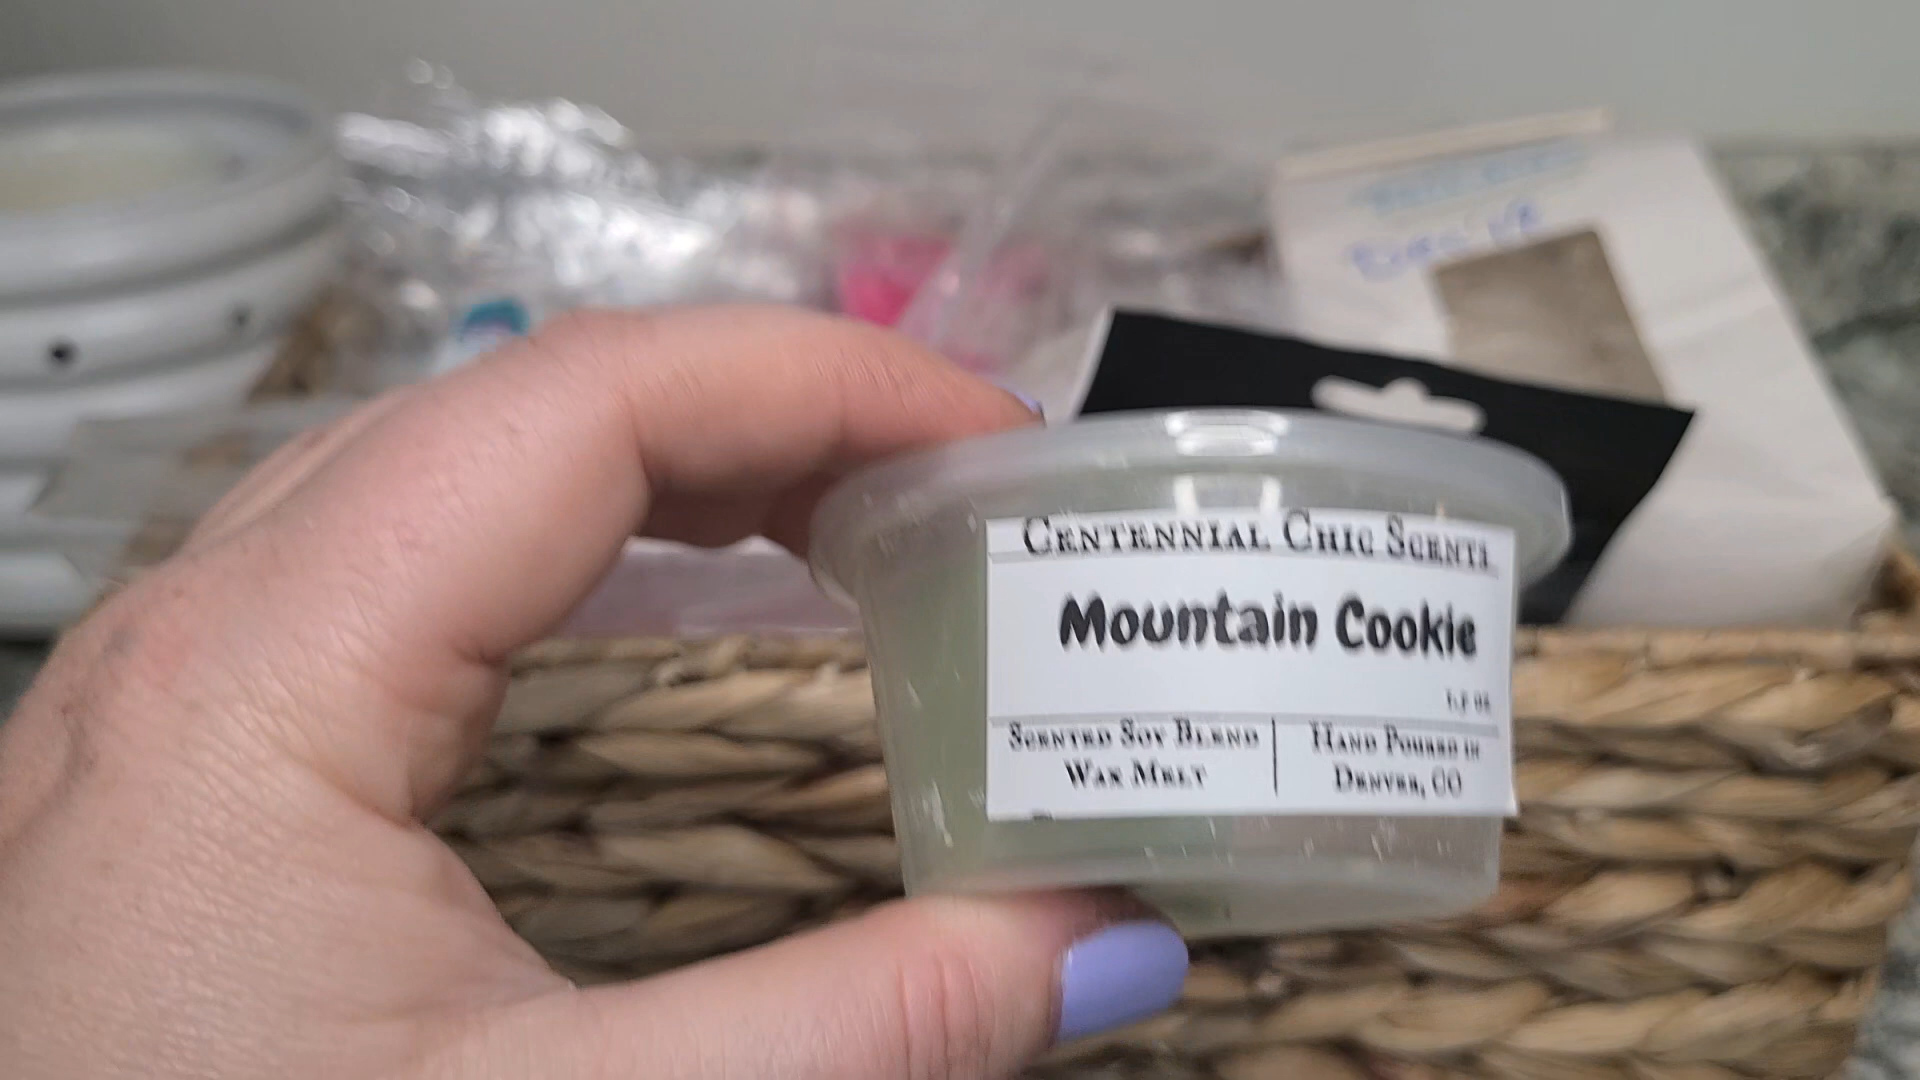 CENTENNIAL CHIC SCENTS
Mountain Cookie
SCENTED SOY BLEND
WAX MELT
HAND POURED IN
DENVER, CO